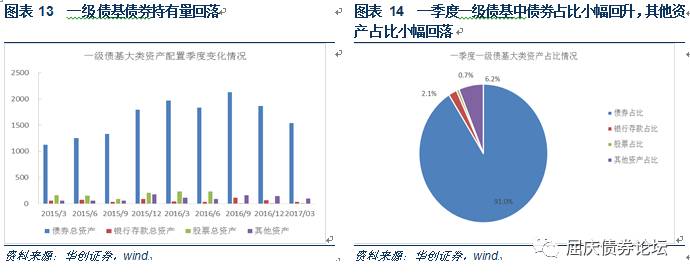 图表 13 一级债基债券持有量回落
一级债基大类资产配置季度变化情况
2500
2000
1500
1000
500
0
2015/3 2015/6 2015/9 2015/12 2016/3 2016/6 2016/9 2016/12 2017/03
债券总资产 银行存款总资产 股票总资产 其他资产
资料来源：华创证券，wind。
图表 14 一季度一级债基中债券占比小幅回升，其他资
产占比小幅回落
一季度一级债基大类资产占比情况
0.7% 6.2%
2.1%
91.0%
债券占比
银行存款占比
股票占比
其他资产占比
资料来源：华创证券，wind。
屈庆债券论坛